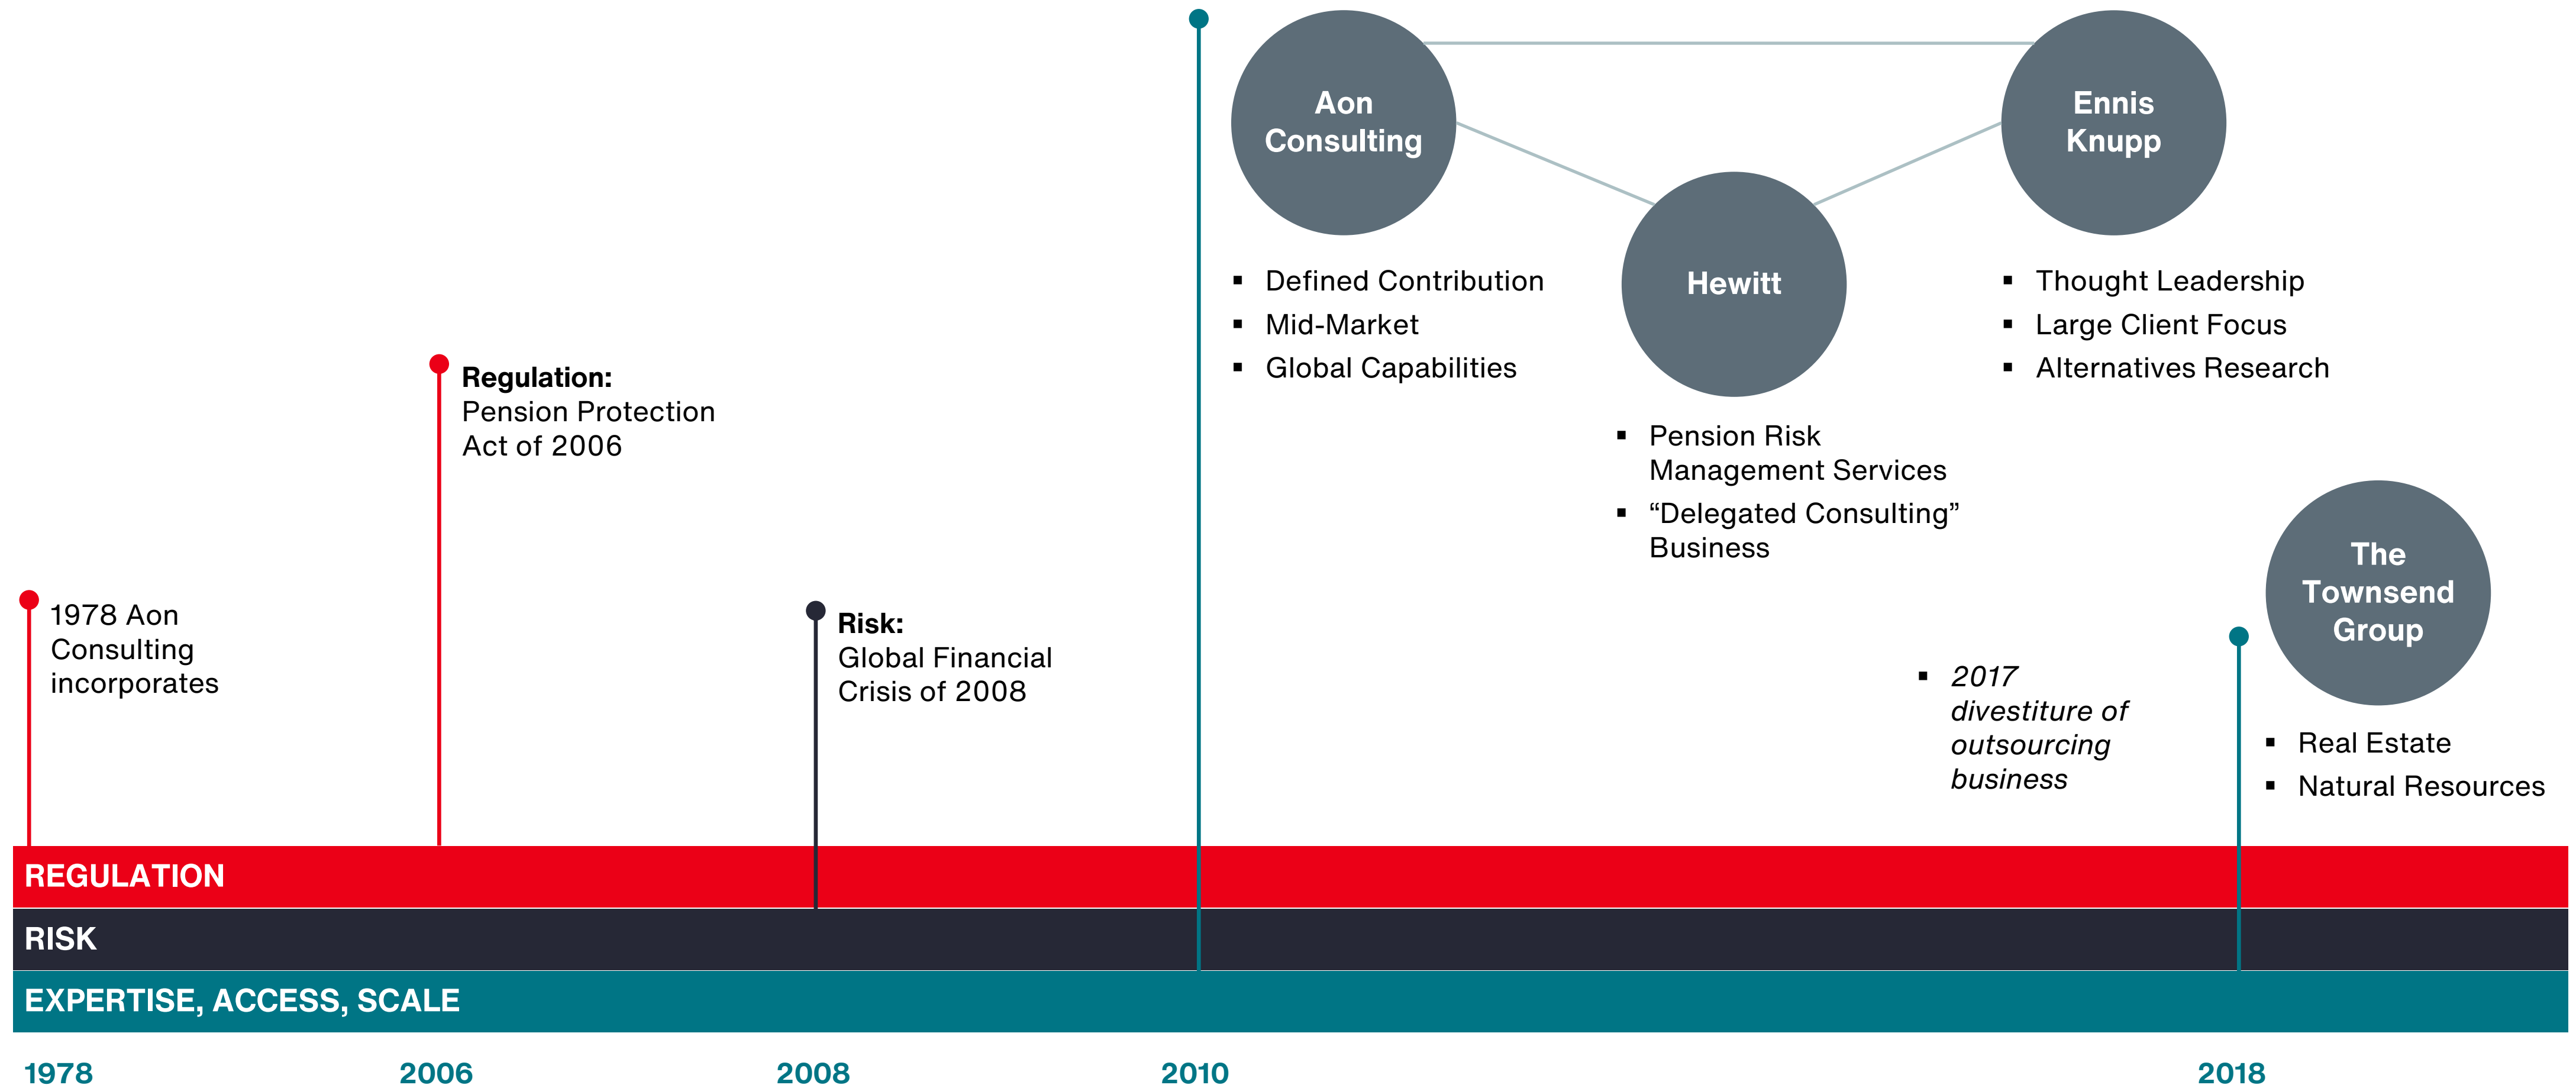 Aon
Consulting
▪ Defined Contribution
▪ Mid-Market
▪ Global Capabilities
Hewitt
▪ Pension Risk
Management Services
▪ “Delegated Consulting”
Business
Ennis
Knupp
▪ Thought Leadership
▪ Large Client Focus
▪ Alternatives Research
Regulation:
Pension Protection
Act of 2006
1978 Aon
Consulting
incorporates
Risk:
Global Financial
Crisis of 2008
▪ 2017
divestiture of
outsourcing
business
The
Townsend
Group
▪ Real Estate
▪ Natural Resources
REGULATION
RISK
EXPERTISE, ACCESS, SCALE
1978 2006 2008 2010 2018